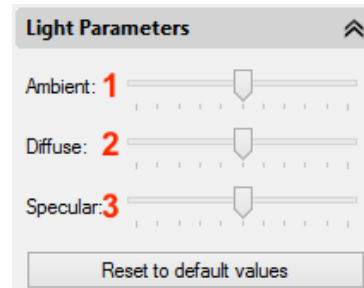 Light Parameters
Ambient: 1
Diffuse: 2
Specular: 3
Reset to default values